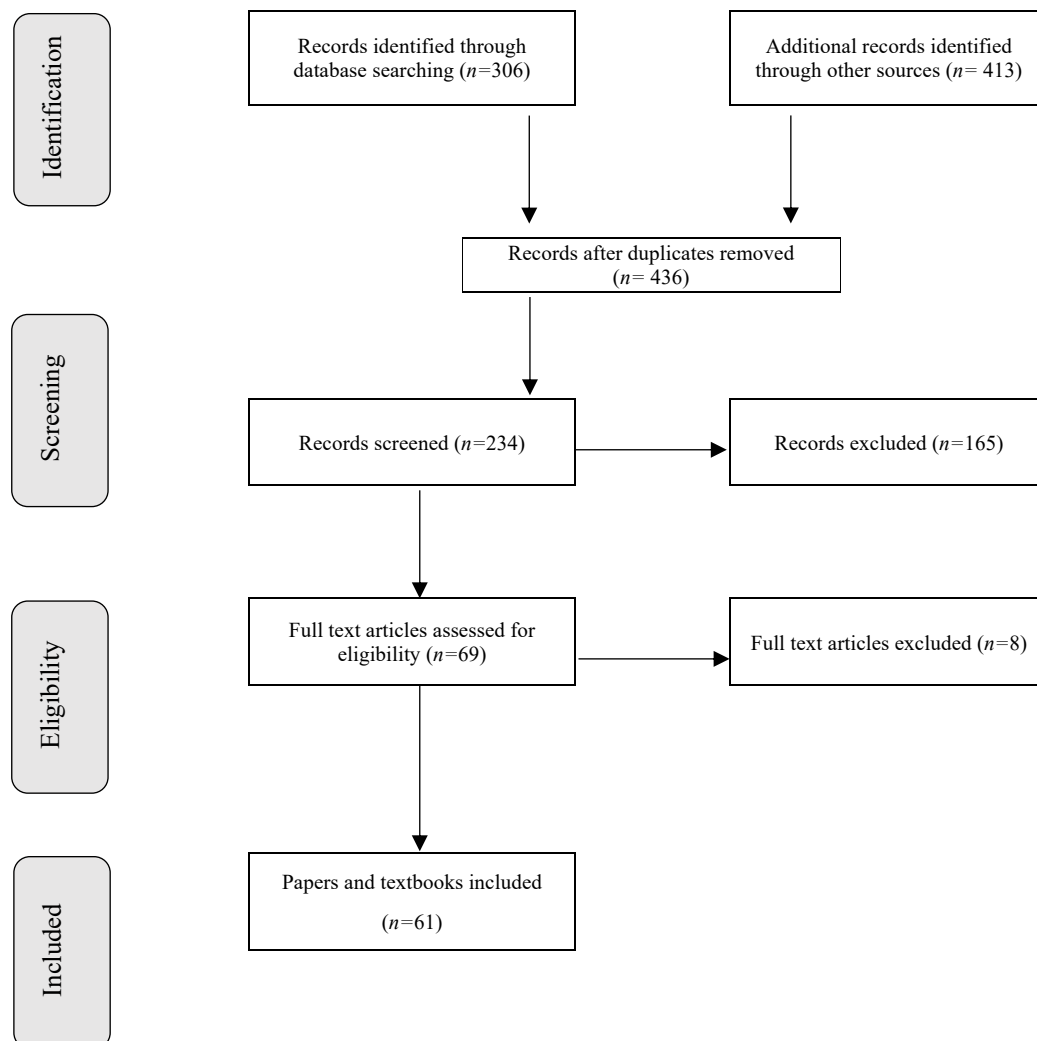 Identification
Records identified through
database searching (n=306)
Additional records identified
through other sources (n= 413)
Records after duplicates removed
(n= 436)
Screening
Records screened (n=234)
Records excluded (n=165)
Eligibility
Full text articles assessed for
eligibility (n=69)
Full text articles excluded (n=8)
Included
Papers and textbooks included
(n=61)